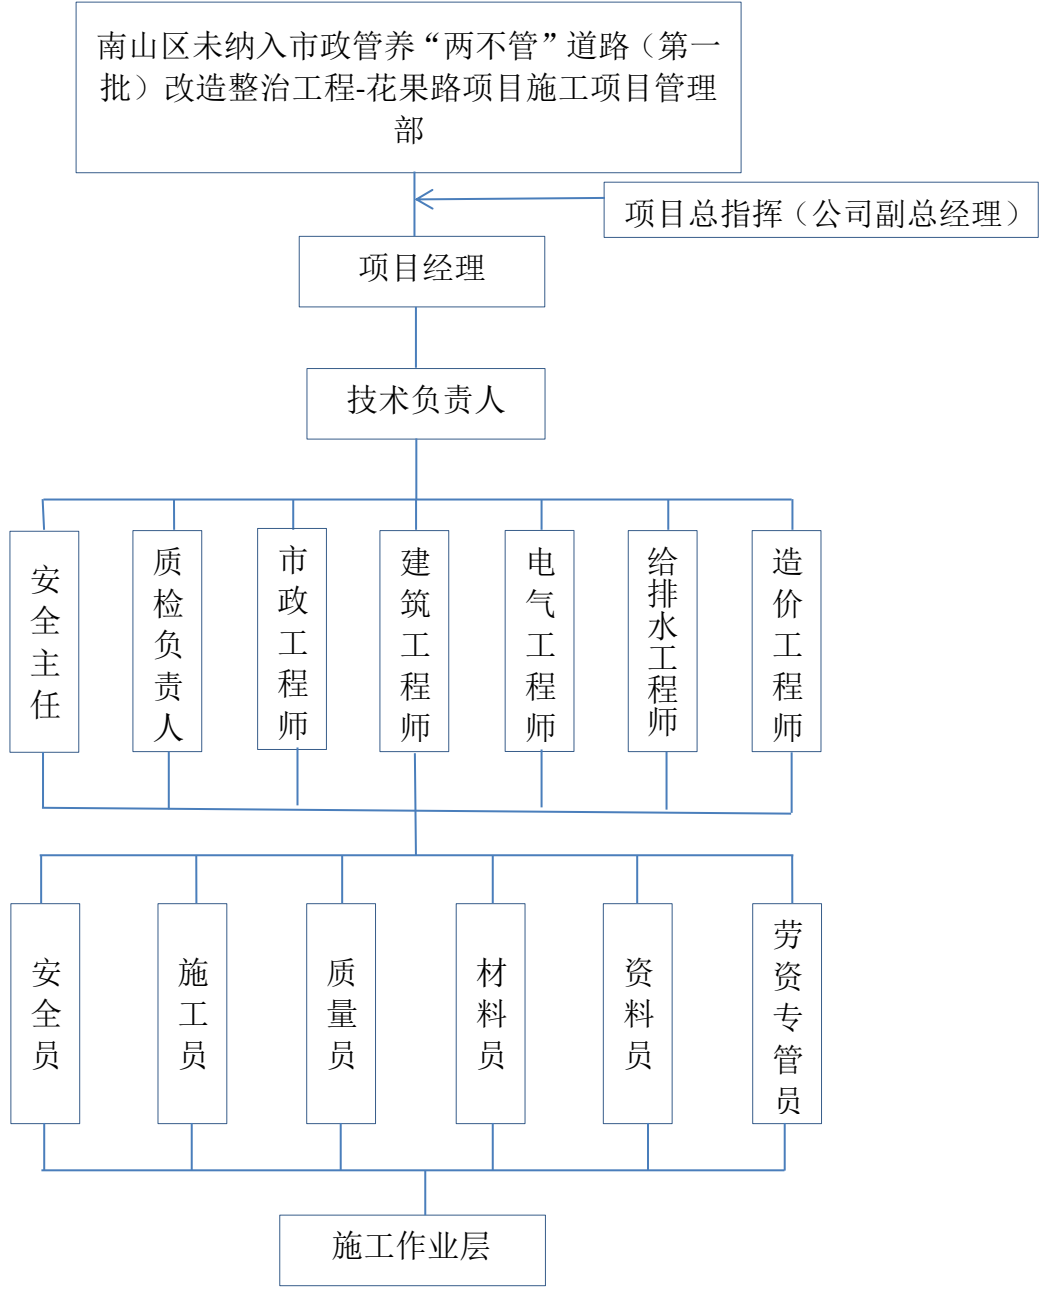 南山区未纳入市政管养“两不管”道路（第一
批）改造整治工程-花果路项目施工项目管理
部
项目总指挥（公司副总经理）
项目经理
技术负责人
安全主任
质检负责人
市政工程师
建筑工程师
电气工程师
给排水工程师
造价工程师
安全员
施工员
质量员
材料员
资料员
劳资专管员
施工作业层